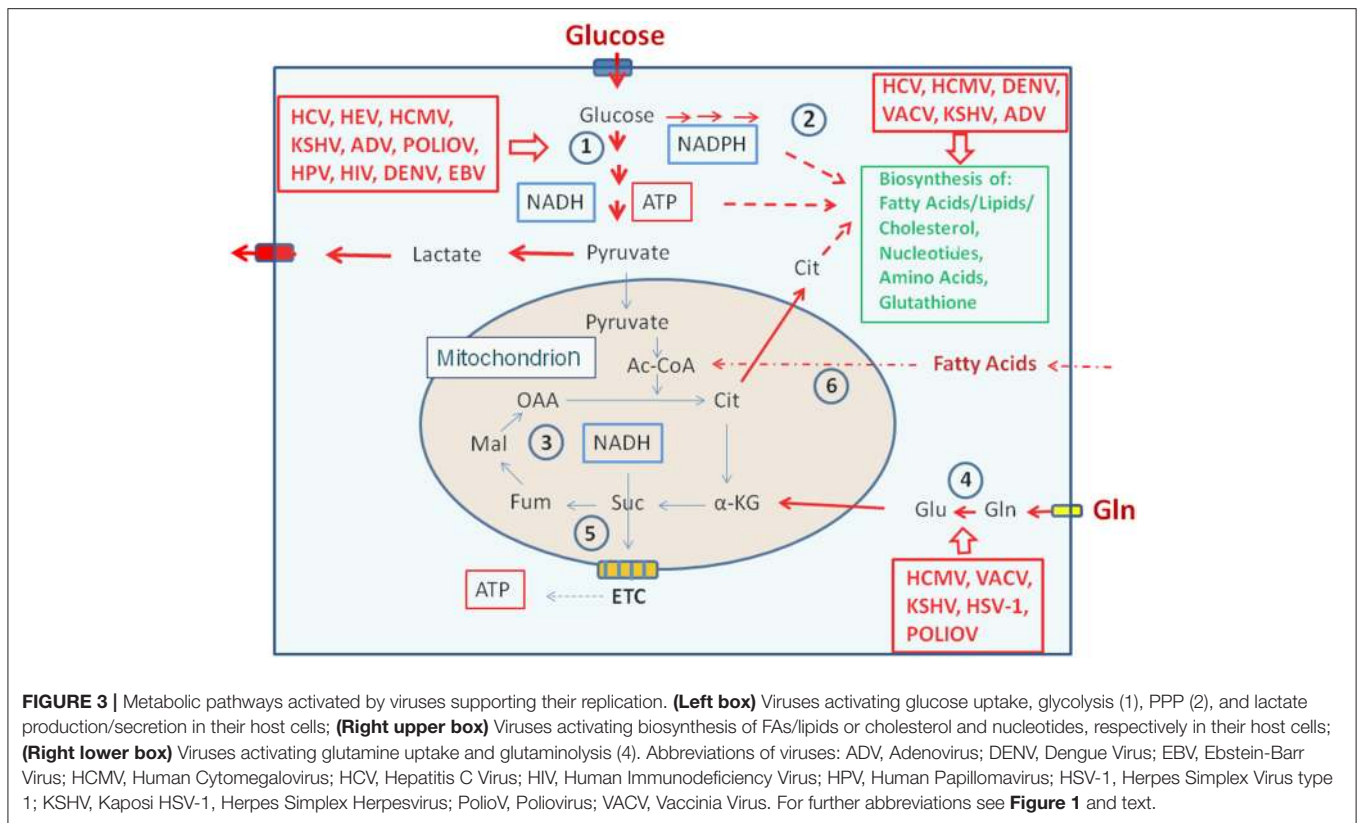 Glucose
HCV, HEV, HCMV,
KSHV, ADV, POLIOV,
HPV, HIV, DENV, EBV
Glucose
1
2
NADPH
NADH
ATP
HCV, HCMV, DENV,
VACV, KSHV, ADV
Biosynthesis of:
Fatty Acids/Lipids/
Cholesterol,
Nucleotides,
Amino Acids,
Glutathione
Lactate
Pyruvate
Cit
Pyruvate
Mitochondrion
Ac-CoA
Fatty Acids
6
OAA
Cit
Mal
3
NADH
Fum
Suc
α-KG
4
Glu
Gln
Gln
5
ATP
ETC
HCMV, VACV,
KSHV, HSV-1,
POLIOV
FIGURE 3 | Metabolic pathways activated by viruses supporting their replication. (Left box) Viruses activating glucose uptake, glycolysis (1), PPP (2), and lactate
production/secretion in their host cells; (Right upper box) Viruses activating biosynthesis of FAs/lipids or cholesterol and nucleotides, respectively in their host cells;
(Right lower box) Viruses activating glutamine uptake and glutaminolysis (4). Abbreviations of viruses: ADV, Adenovirus; DENV, Dengue Virus; EBV, Ebstein-Barr
Virus; HCMV, Human Cytomegalovirus; HCV, Hepatitis C Virus; HIV, Human Immunodeficiency Virus; HPV, Human Papillomavirus; HSV-1, Herpes Simplex Virus type
1; KSHV, Kaposi HSV-1, Herpes Simplex Herpesvirus; PolioV, Poliovirus; VACV, Vaccinia Virus. For further abbreviations see Figure 1 and text.